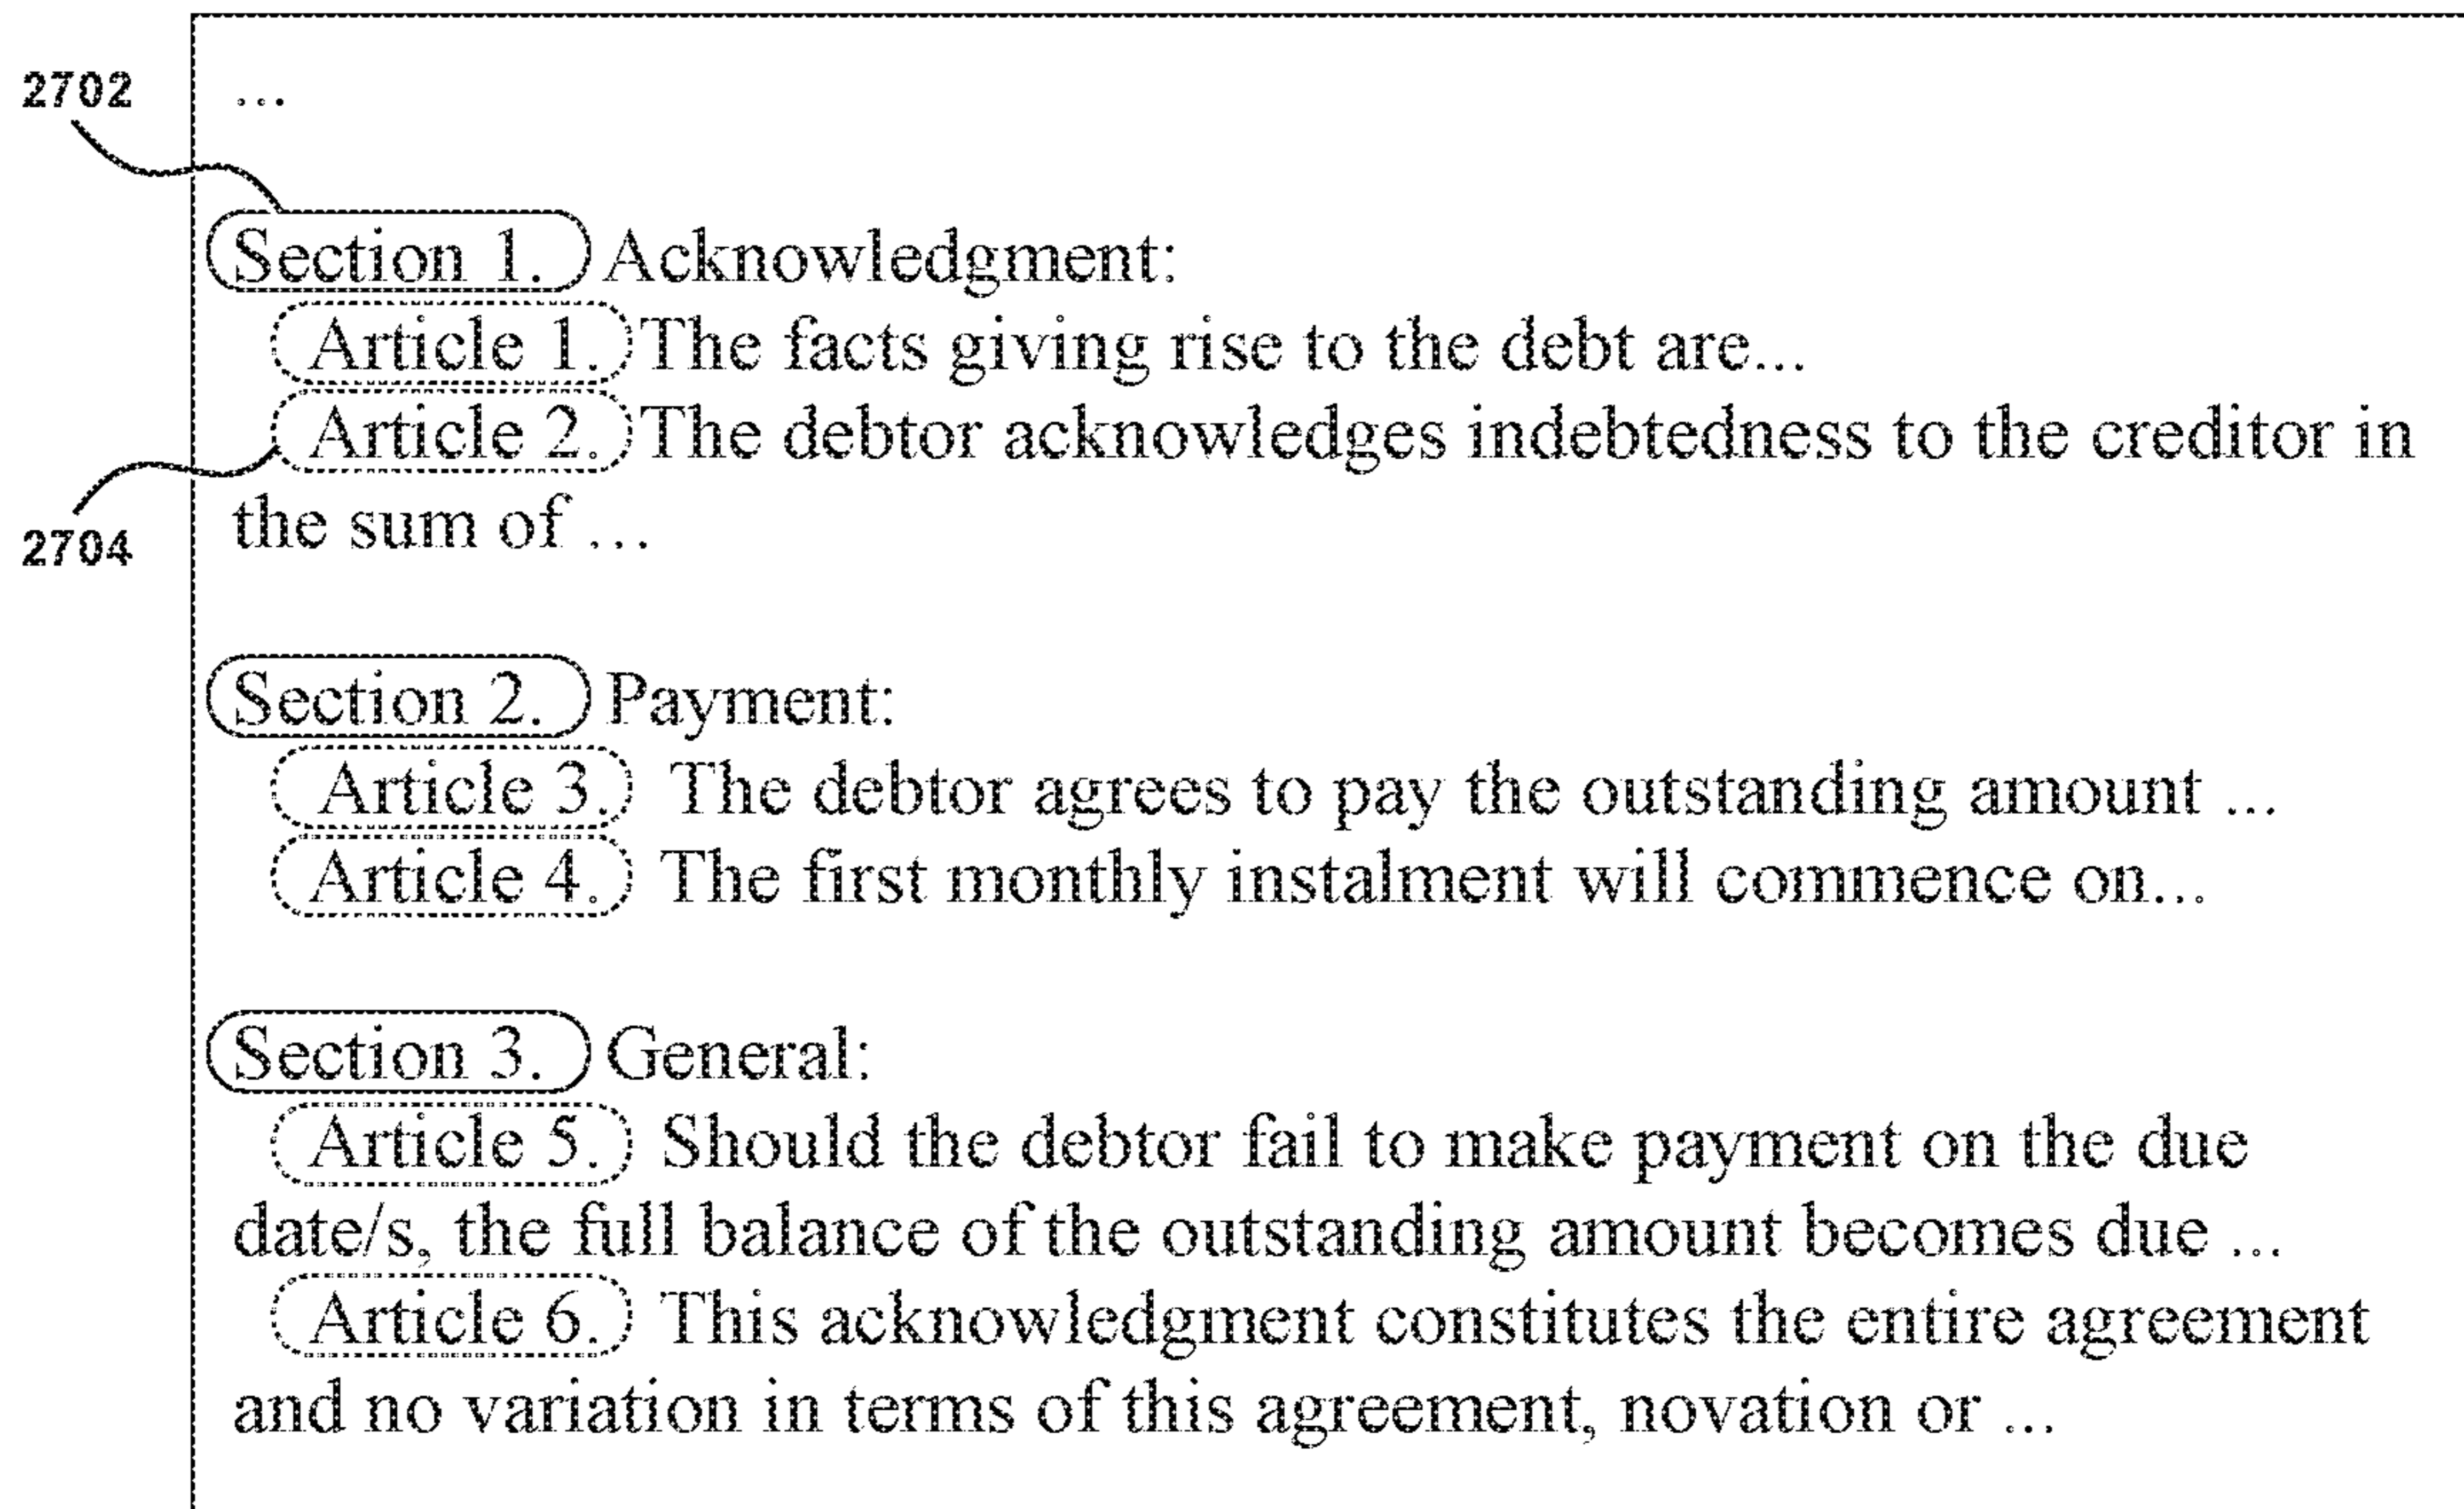 2702
...
Section 1. Acknowledgment:
Article 1. The facts giving rise to the debt are...
Article 2. The debtor acknowledges indebtedness to the creditor in
2704
the sum of ...
Section 2. Payment:
Article 3. The debtor agrees to pay the outstanding amount ...
Article 4. The first monthly instalment will commence on...
Section 3. General:
Article 5. Should the debtor fail to make payment on the due
date/s, the full balance of the outstanding amount becomes due ...
Article 6. This acknowledgment constitutes the entire agreement
and no variation in terms of this agreement, novation or ...